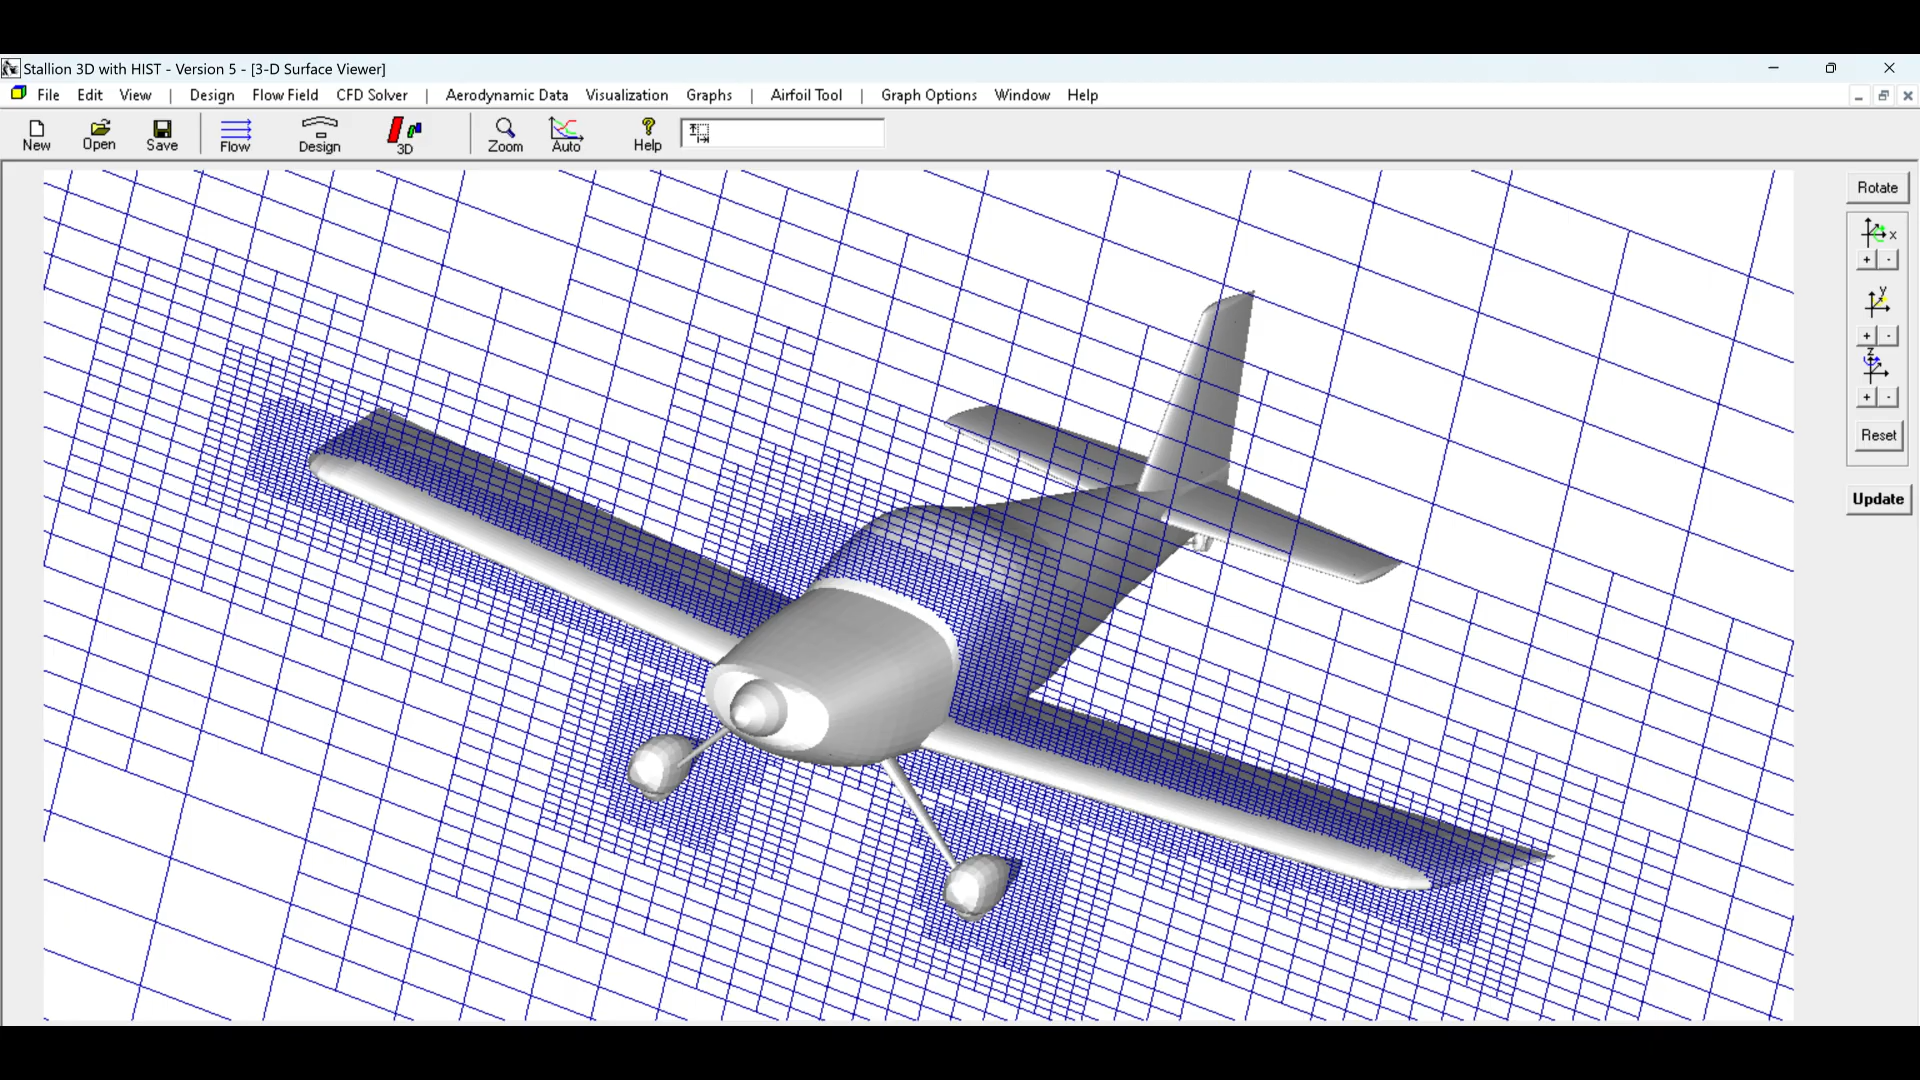 Stallion 3D with HIST - Version 5 - [3-D Surface Viewer]
File Edit View | Design Flow Field CFD Solver | Aerodynamic Data Visualization Graphs | Airfoil Tool | Graph Options Window Help
New Open Save Flow Design 3D Zoom Auto Help
Rotate
x
+ -
y
+ -
z
+ -
Reset
Update